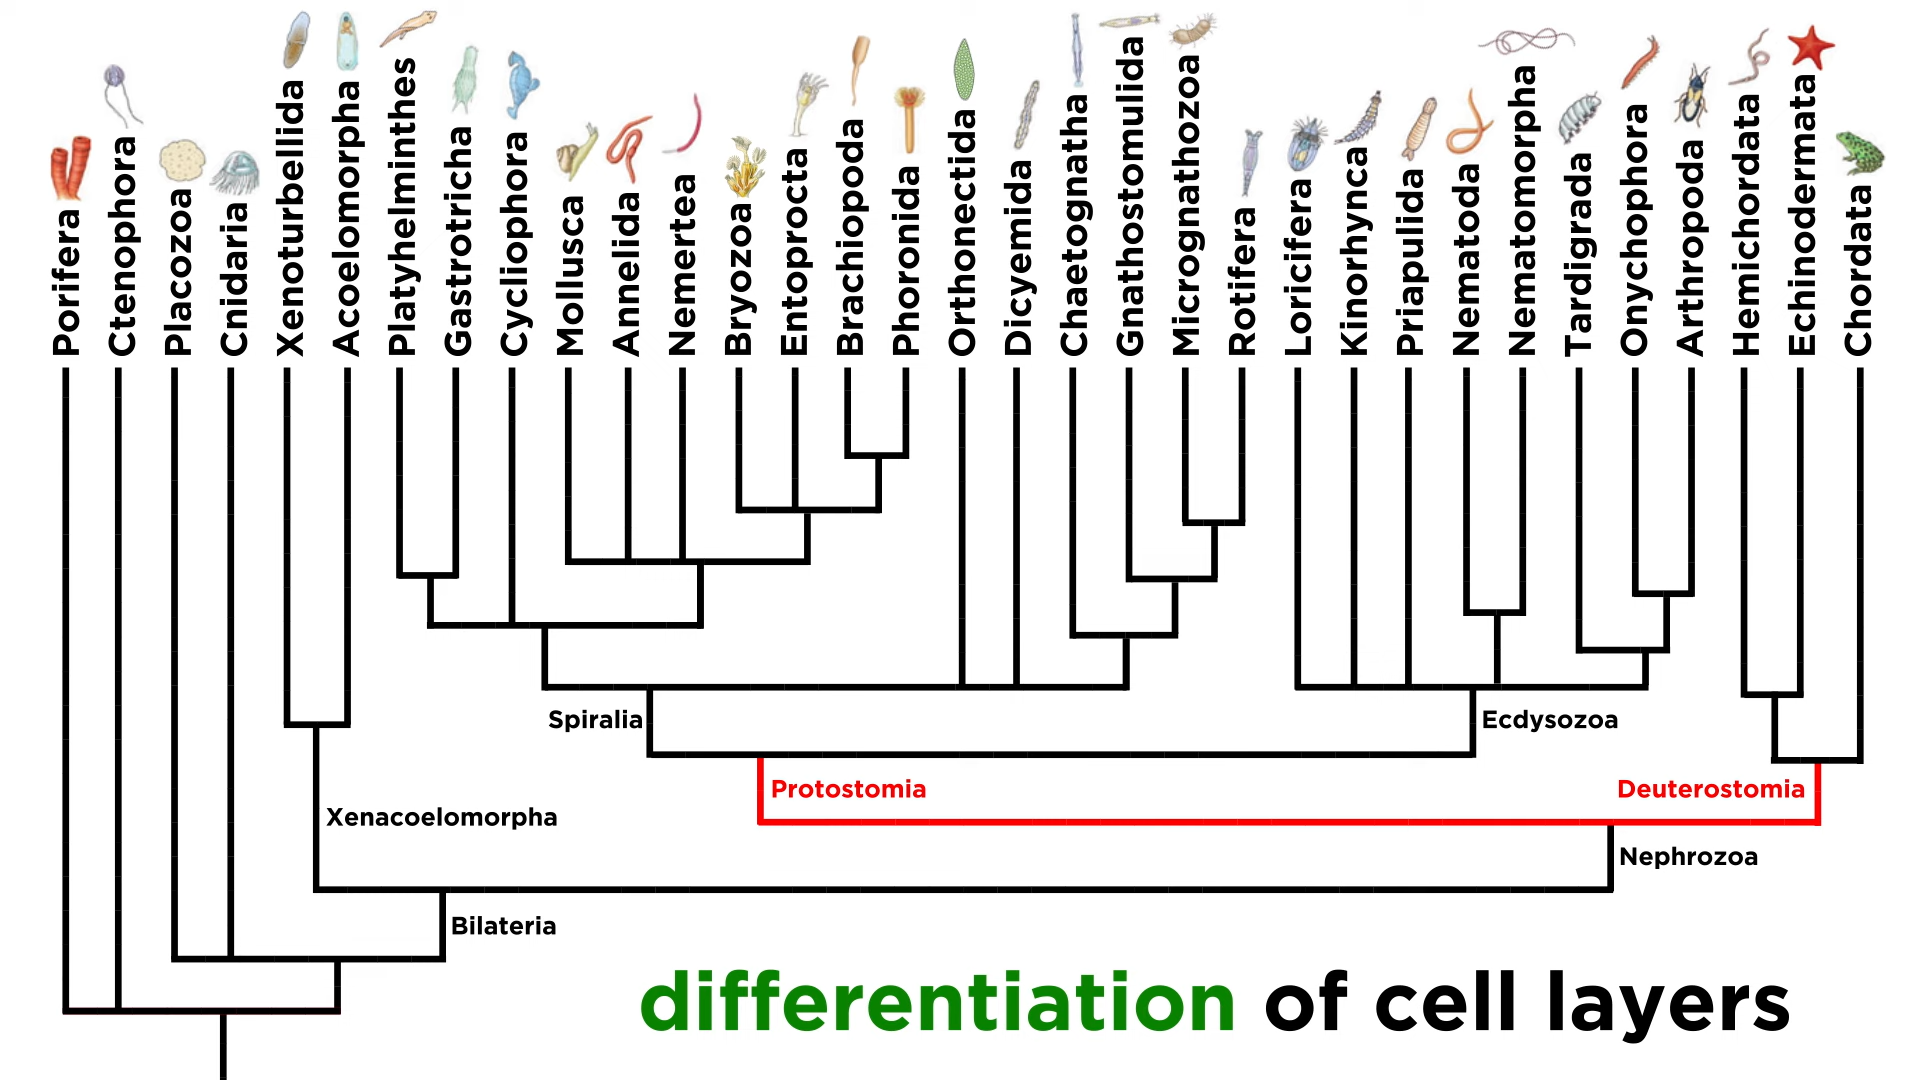 Porifera
Ctenophora
Placozoa
Cnidaria
Xenoturbellida
Acoelomorpha
Platyhelminthes
Gastrotricha
Cycliophora
Mollusca
Annelida
Nemertea
Bryozoa
Entoprocta
Brachiopoda
Phoronida
Orthonectida
Dicyemida
Chaetognatha
Gnathostomulida
Micrognathozoa
Rotifera
Loricifera
Kinorhynca
Priapulida
Nematoda
Nematomorpha
Tardigrada
Onychophora
Arthropoda
Hemichordata
Echinodermata
Chordata
Spiralia
Ecdysozoa
Protostomia
Deuterostomia
Xenacoelomorpha
Nephrozoa
Bilateria
differentiation of cell layers